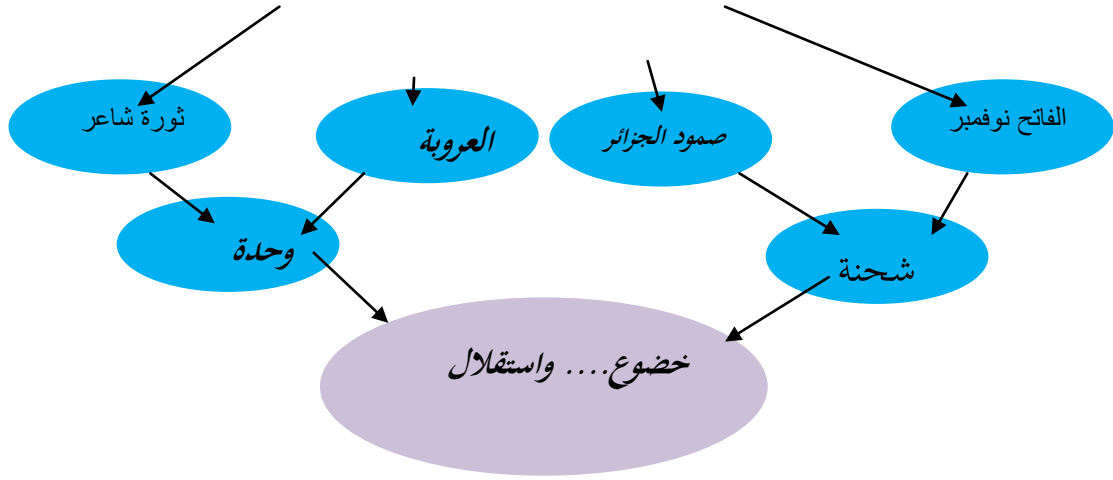 الفاتح نوفمبر
صمود الجزائر
العروبة
ثورة شاعر
شحنة
وحدة
خضوع.... واستقلال